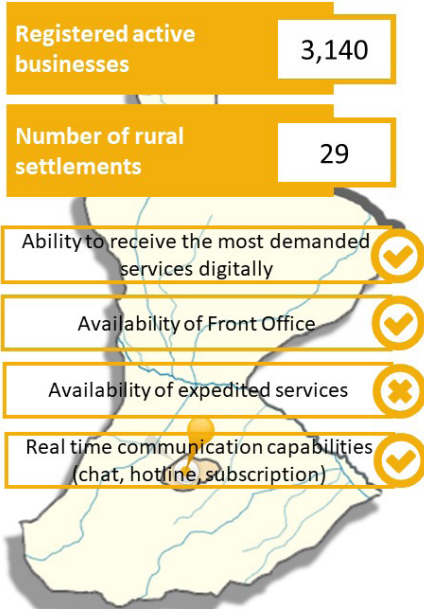 Registered active
businesses
3,140
Number of rural
settlements
29
Ability to receive the most demanded
services digitally
Availability of Front Office
Availability of expedited services
Real time communication capabilities
(chat, hotline, subscription)